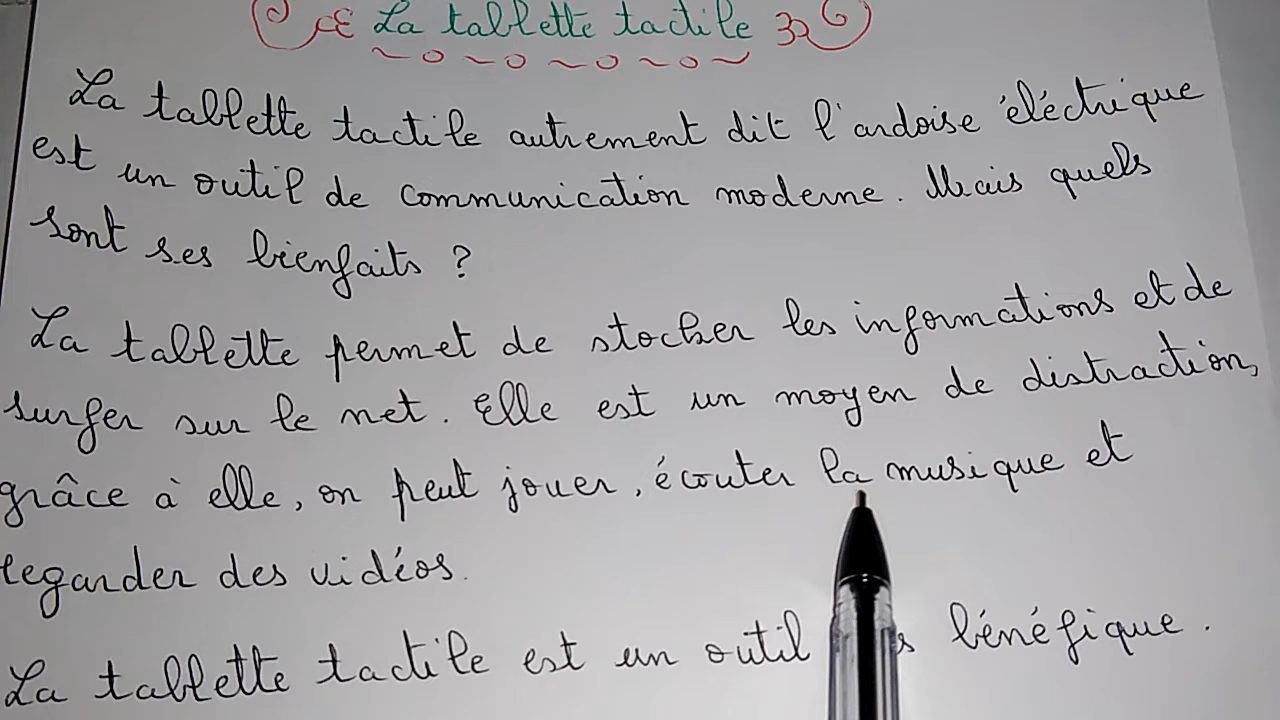 La tablette tactile
La tablette tactile autrement dit l'ardoise éléctrique
est un outil de communication moderne. Mais quels
sont ses bienfaits ?
La tablette permet de stocker les informations et de
surfer sur le net. Elle est un moyen de distraction,
grâce à elle, on peut jouer, écouter la musique et
regarder des vidéos.
La tablette tactile est un outil bénéfique.